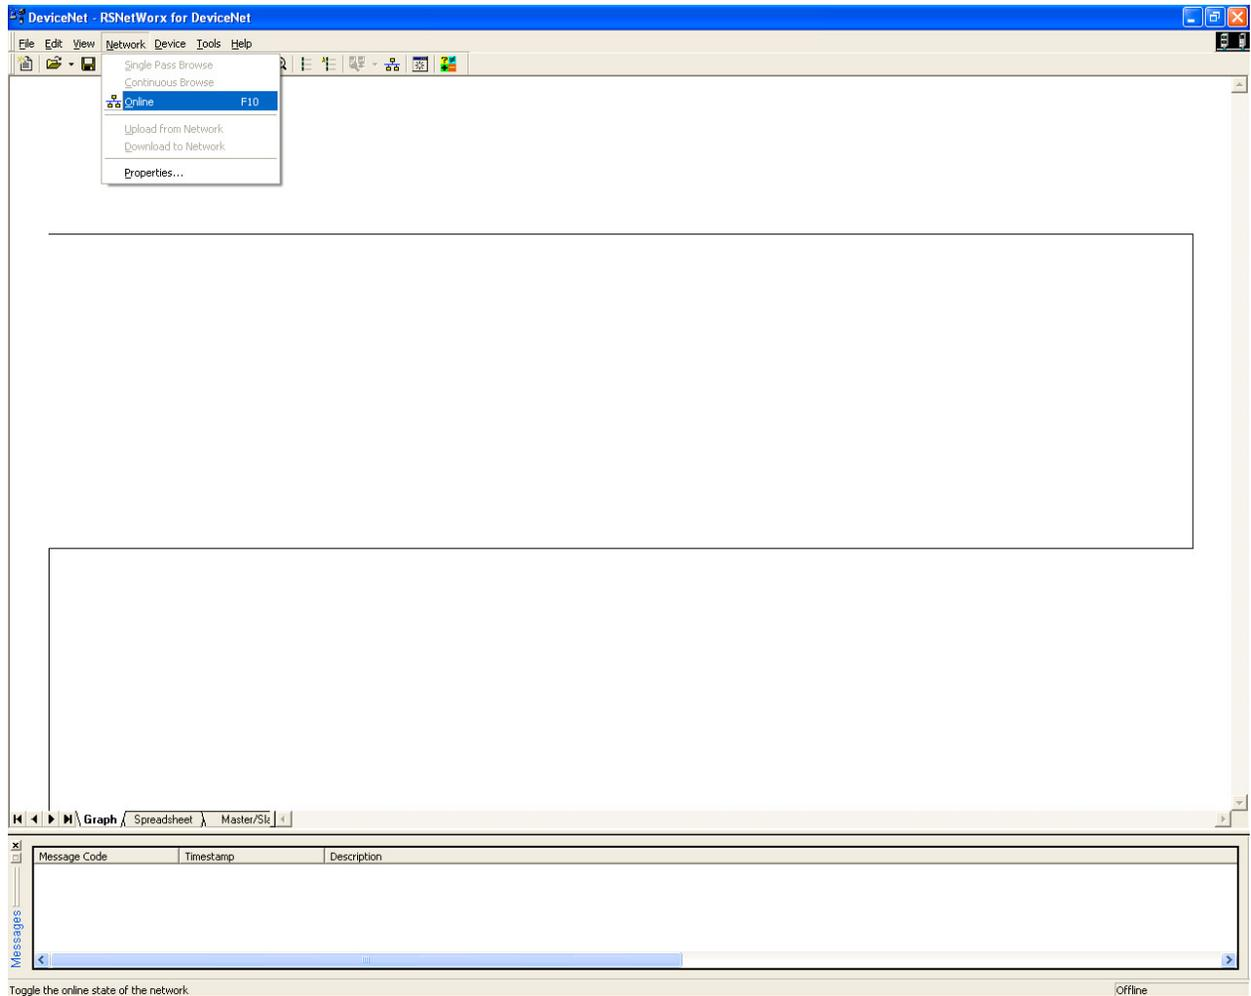 DeviceNet - RSNetWorx for DeviceNet
File Edit View Network Device Tools Help
Single Pass Browse
Continuous Browse
Online F10
Upload from Network
Download to Network
Properties...
Graph Spreadsheet Master/Sla
Message Code Timestamp Description
Messages
Toggle the online state of the network Offline